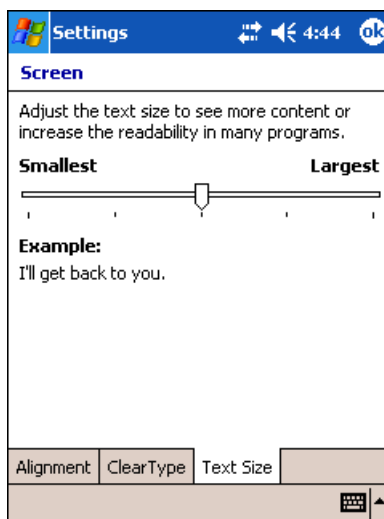 Settings 4:44 ok
Screen
Adjust the text size to see more content or
increase the readability in many programs.
Smallest Largest
Example:
I'll get back to you.
Alignment ClearType Text Size